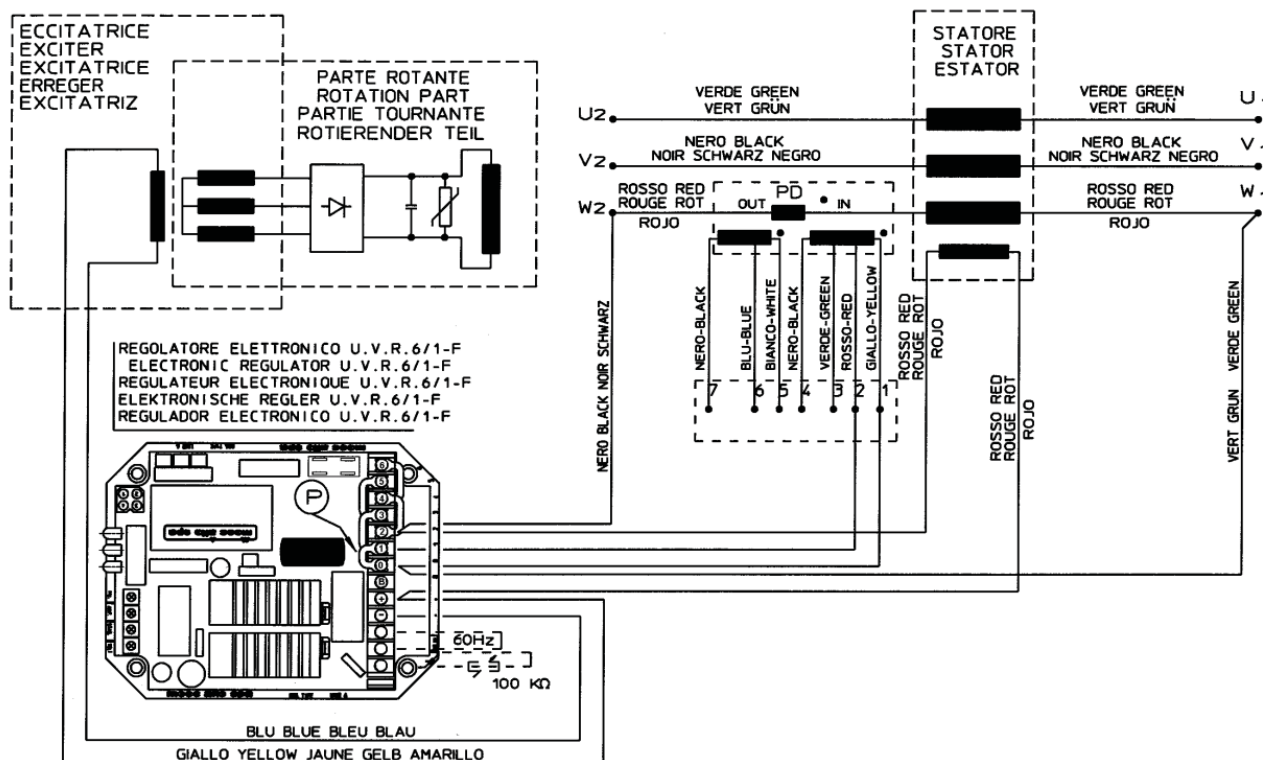 ECCITATRICE
EXCITER
EXCITATRICE
ERREGER
EXCITATRIZ
PARTE ROTANTE
ROTATION PART
PARTIE TOURNANTE
ROTIERENDER TEIL
STATORE
STATOR
ESTATOR
U2
VERDE GREEN
VERT GRÜN
VERDE GREEN
VERT GRUÑ
V2
NERO BLACK
NOIR SCHWARZ NEGRO
NERO BLACK
NOIR SCHWARZ NEGRO
W2
ROSSO RED
ROUGE ROT
ROJO
OUT PD IN
ROSSO RED
ROUGE ROT
ROJO
NERO BLACK NOIR SCHWARZ
NERO-BLACK
BLU-BLUE
BIANCO-WHITE
NERO-BLACK
VERDE-GREEN
ROSSO-RED
GIALLO-YELLOW
ROSSO RED
ROUGE ROT
ROJO
ROSSO RED
ROUGE ROT
ROJO
VERT GRUN VERDE GREEN
7 6 5 4 3 2 1
REGOLATORE ELETTRONICO U.V.R.6/1-F
ELECTRONIC REGULATOR U.V.R.6/1-F
REGULATEUR ELECTRONIQUE U.V.R.6/1-F
ELEKTRONISCHE REGLER U.V.R.6/1-F
REGULADOR ELECTRONICO U.V.R.6/1-F
P
6
5
4
3
2
1
0
B
+
-
60Hz
100 KΩ
BLU BLUE BLEU BLAU
GIALLO YELLOW JAUNE GELB AMARILLO